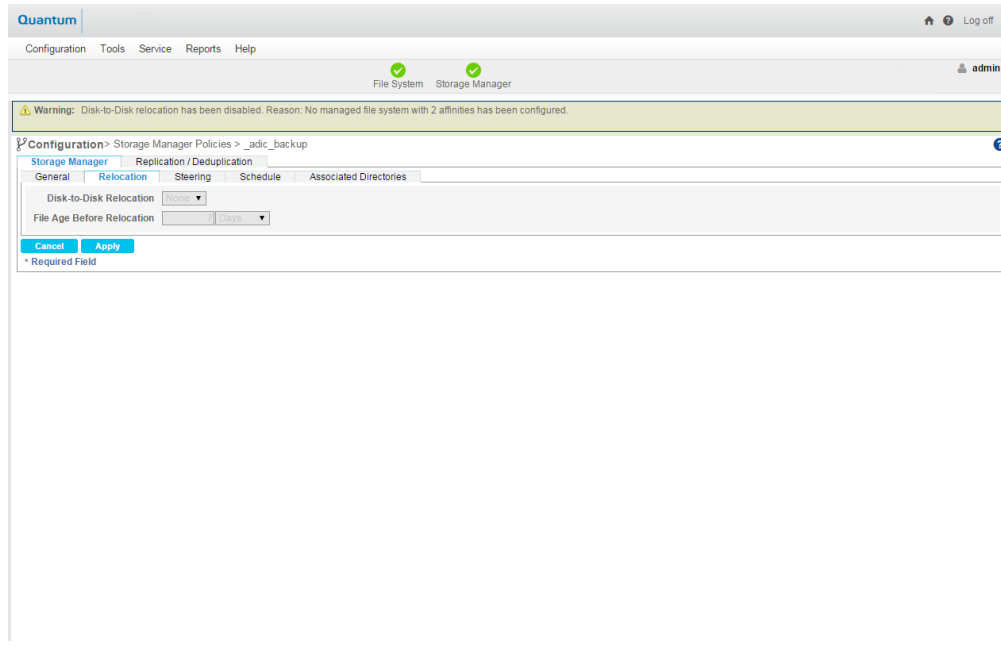 Quantum
Log off
Configuration Tools Service Reports Help
File System Storage Manager
admin
Warning: Disk-to-Disk relocation has been disabled. Reason: No managed file system with 2 affinities has been configured.
Configuration> Storage Manager Policies > _adic_backup
Storage Manager Replication / Deduplication
General Relocation Steering Schedule Associated Directories
Disk-to-Disk Relocation None
File Age Before Relocation 7 Days
Cancel Apply
* Required Field